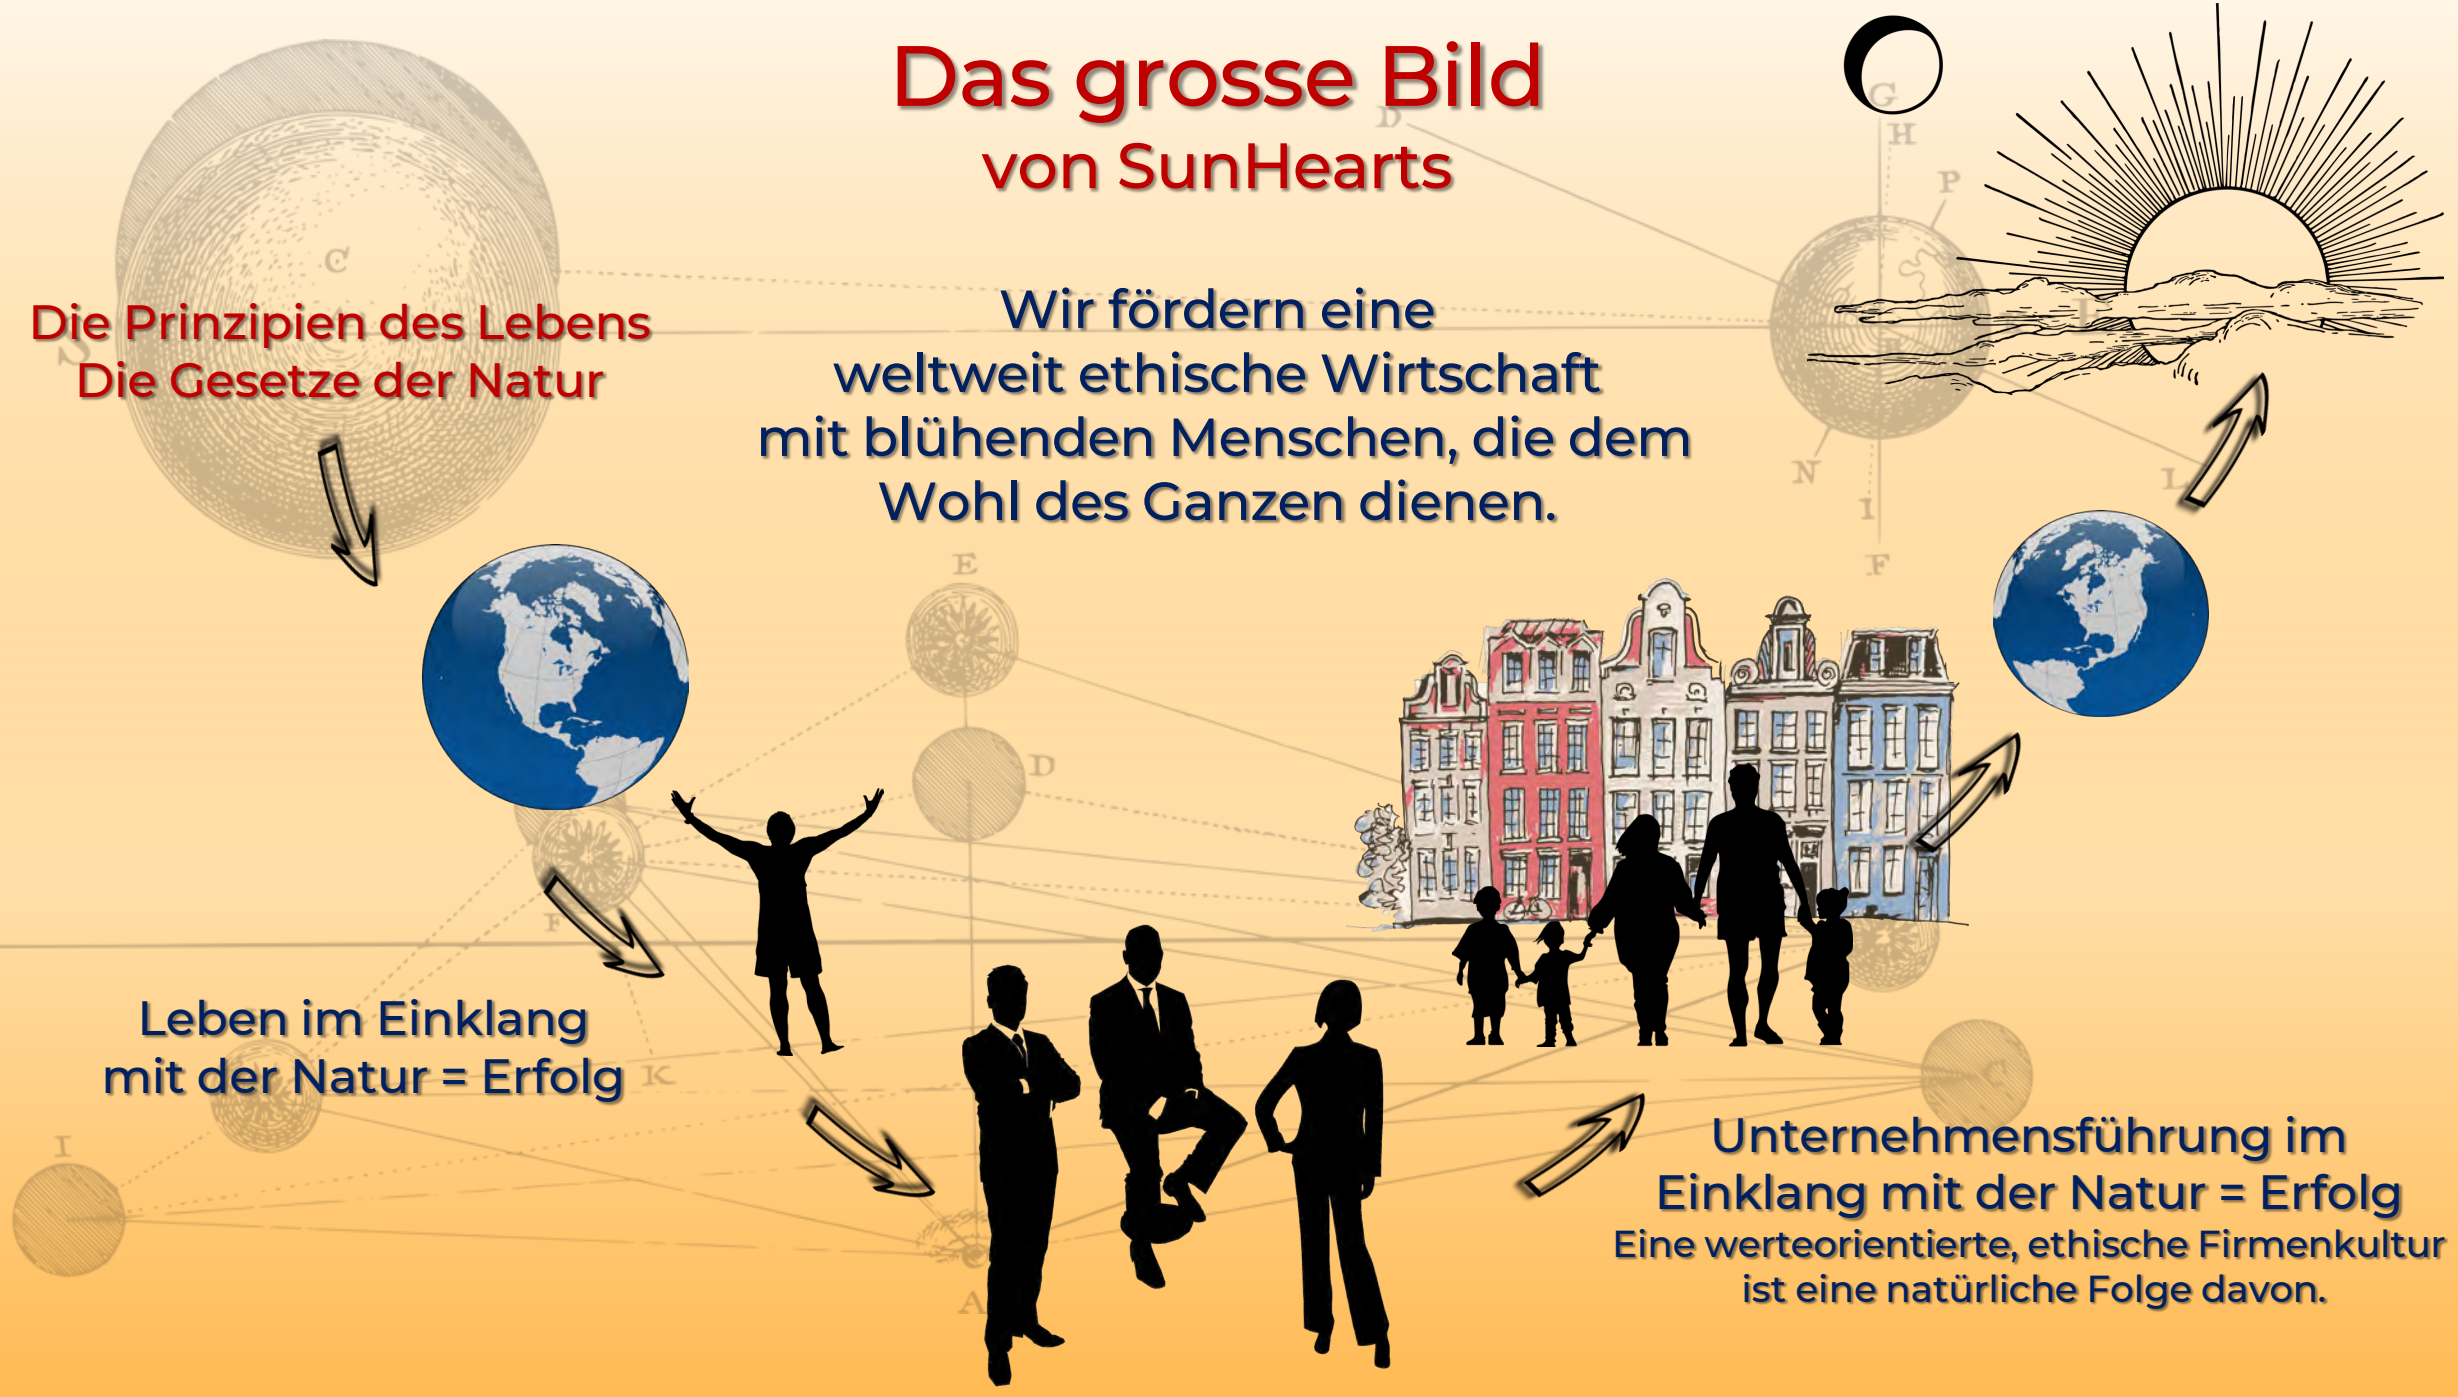 Das grosse Bild
von SunHearts
Die Prinzipien des Lebens
Die Gesetze der Natur
Wir fördern eine
weltweit ethische Wirtschaft
mit blühenden Menschen, die dem
Wohl des Ganzen dienen.
Leben im Einklang
mit der Natur = Erfolg
Unternehmensführung im
Einklang mit der Natur = Erfolg
Eine werteorientierte, ethische Firmenkultur
ist eine natürliche Folge davon.
C
S
D
G
H
P
N
I
F
L
E
D
F
K
I
C
A